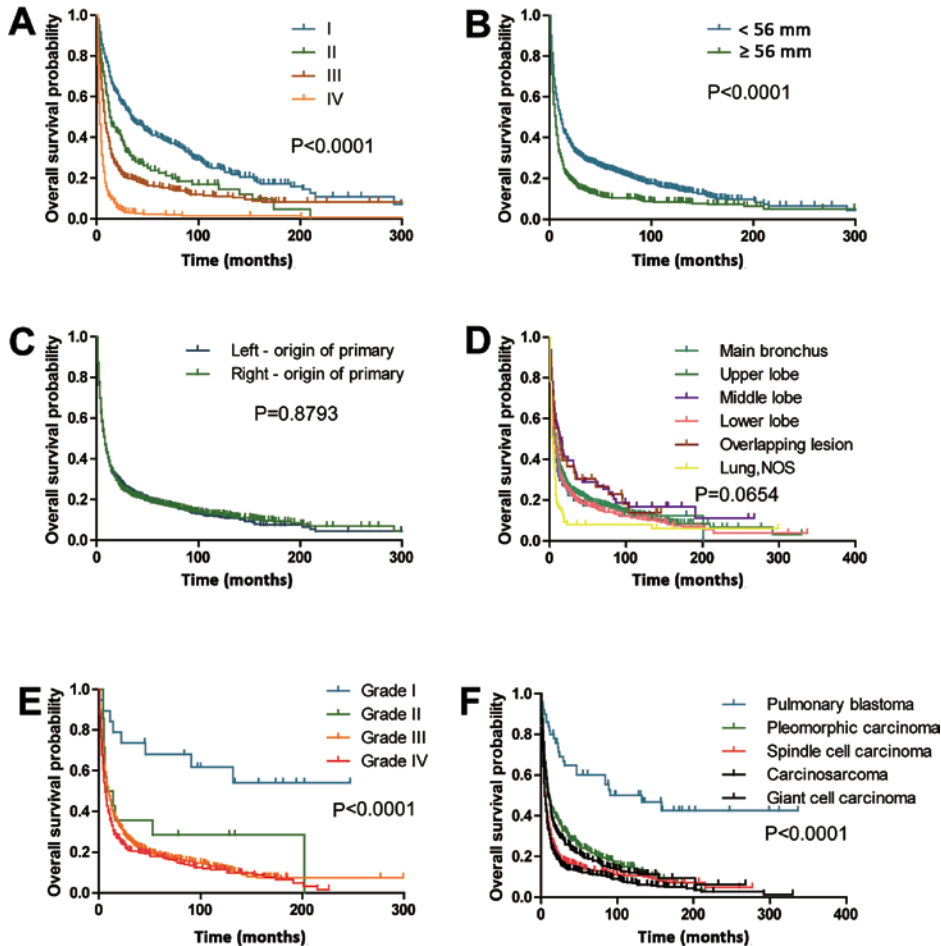 A
Overall survival probability
1.0
0.8
0.6
0.4
0.2
0.0
0
100
200
300
Time (months)
I
II
III
IV
P<0.0001
B
Overall survival probability
1.0
0.8
0.6
0.4
0.2
0.0
0
100
200
300
Time (months)
< 56 mm
≥ 56 mm
P<0.0001
C
Overall survival probability
1.0
0.8
0.6
0.4
0.2
0.0
0
100
200
300
Time (months)
Left - origin of primary
Right - origin of primary
P=0.8793
D
Overall survival probability
1.0
0.8
0.6
0.4
0.2
0.0
0
100
200
300
400
Time (months)
Main bronchus
Upper lobe
Middle lobe
Lower lobe
Overlapping lesion
Lung,NOS
P=0.0654
E
Overall survival probability
1.0
0.8
0.6
0.4
0.2
0.0
0
100
200
300
Time (months)
Grade I
Grade II
Grade III
Grade IV
P<0.0001
F
Overall survival probability
1.0
0.8
0.6
0.4
0.2
0.0
0
100
200
300
400
Time (months)
Pulmonary blastoma
Pleomorphic carcinoma
Spindle cell carcinoma
Carcinosarcoma
Giant cell carcinoma
P<0.0001